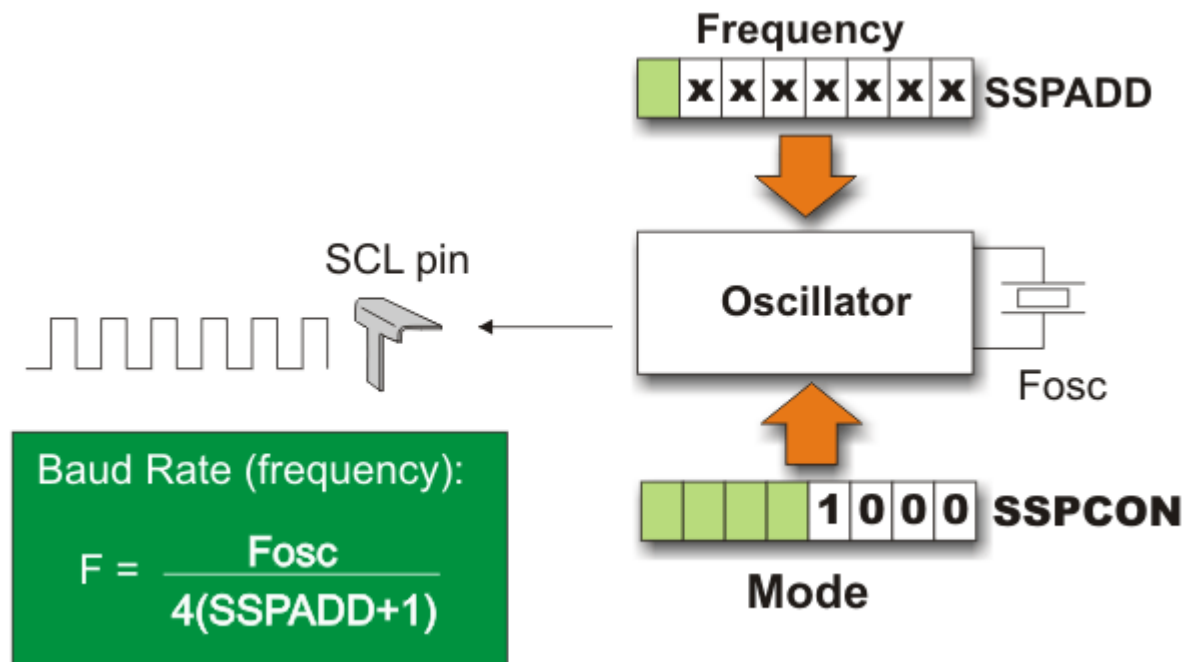 Frequency
x x x x x x x SSPADD
SCL pin
Oscillator
Fosc
Baud Rate (frequency):
F = Fosc
4(SSPADD+1)
1 0 0 0 SSPCON
Mode